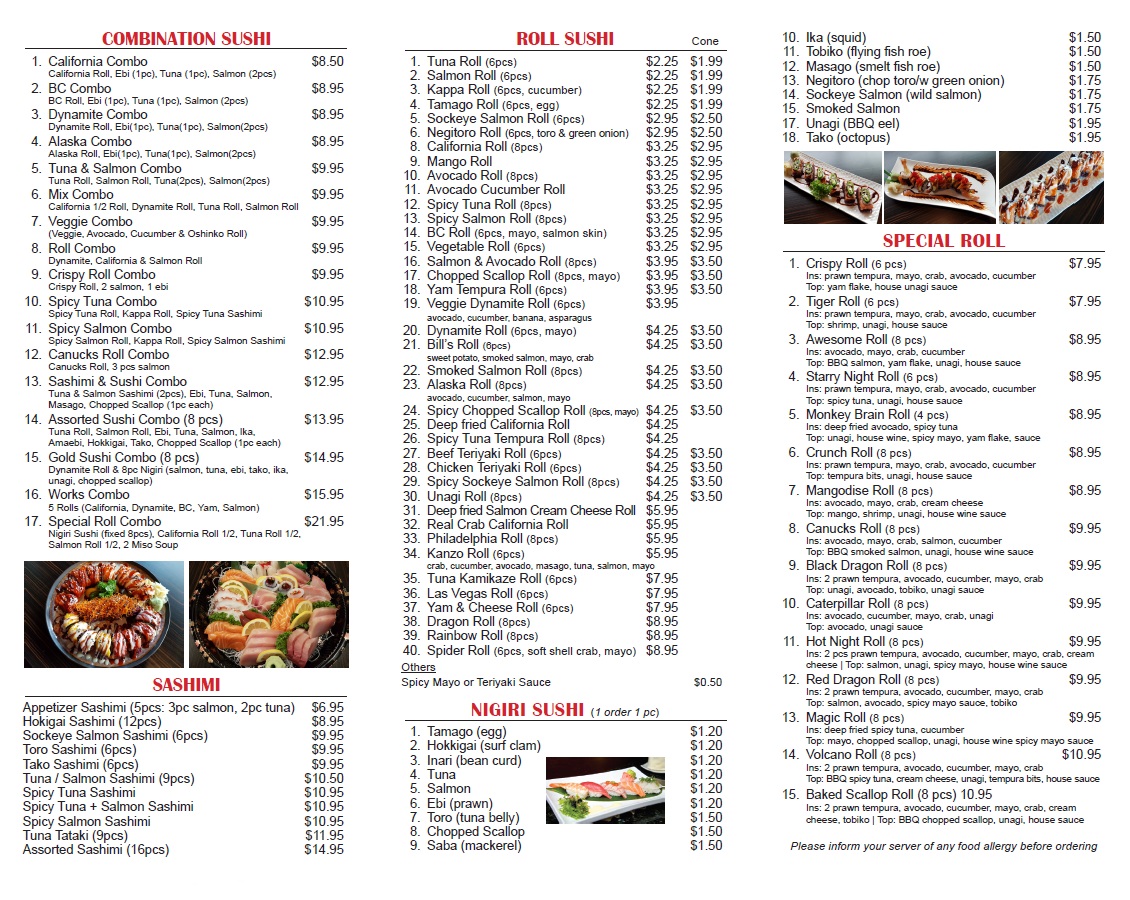 COMBINATION SUSHI
1. California Combo $8.50
California Roll, Ebi (1pc), Tuna (1pc), Salmon (2pcs)
2. BC Combo $8.95
BC Roll, Ebi (1pc), Tuna (1pc), Salmon (2pcs)
3. Dynamite Combo $8.95
Dynamite Roll, Ebi(1pc), Tuna(1pc), Salmon(2pcs)
4. Alaska Combo $8.95
Alaska Roll, Ebi(1pc), Tuna(1pc), Salmon(2pcs)
5. Tuna & Salmon Combo $9.95
Tuna Roll, Salmon Roll, Tuna(2pcs), Salmon(2pcs)
6. Mix Combo $9.95
California 1/2 Roll, Dynamite Roll, Tuna Roll, Salmon Roll
7. Veggie Combo $9.95
(Veggie, Avocado, Cucumber & Oshinko Roll)
8. Roll Combo $9.95
Dynamite, California & Salmon Roll
9. Crispy Roll Combo $9.95
Crispy Roll, 2 salmon, 1 ebi
10. Spicy Tuna Combo $10.95
Spicy Tuna Roll, Kappa Roll, Spicy Tuna Sashimi
11. Spicy Salmon Combo $10.95
Spicy Salmon Roll, Kappa Roll, Spicy Salmon Sashimi
12. Canucks Roll Combo $12.95
Canucks Roll, 3 pcs salmon
13. Sashimi & Sushi Combo $12.95
Tuna & Salmon Sashimi (2pcs), Ebi, Tuna, Salmon,
Masago, Chopped Scallop (1pc each)
14. Assorted Sushi Combo (8 pcs) $13.95
Tuna Roll, Salmon Roll, Ebi, Tuna, Salmon, Ika,
Amaebi, Hokkigai, Tako, Chopped Scallop (1pc each)
15. Gold Sushi Combo (8 pcs) $14.95
Dynamite Roll & 8pc Nigiri (salmon, tuna, ebi, tako, ika,
unagi, chopped scallop)
16. Works Combo $15.95
5 Rolls (California, Dynamite, BC, Yam, Salmon)
17. Special Roll Combo $21.95
Nigiri Sushi (fixed 8pcs), California Roll 1/2, Tuna Roll 1/2,
Salmon Roll 1/2, 2 Miso Soup
SASHIMI
Appetizer Sashimi (5pcs: 3pc salmon, 2pc tuna) $6.95
Hokigai Sashimi (12pcs) $8.95
Sockeye Salmon Sashimi (6pcs) $9.95
Toro Sashimi (6pcs) $9.95
Tako Sashimi (6pcs) $9.95
Tuna / Salmon Sashimi (9pcs) $10.50
Spicy Tuna Sashimi $10.95
Spicy Tuna + Salmon Sashimi $10.95
Spicy Salmon Sashimi $10.95
Tuna Tataki (9pcs) $11.95
Assorted Sashimi (16pcs) $14.95
ROLL SUSHI Cone
1. Tuna Roll (6pcs) $2.25 $1.99
2. Salmon Roll (6pcs) $2.25 $1.99
3. Kappa Roll (6pcs, cucumber) $2.25 $1.99
4. Tamago Roll (6pcs, egg) $2.25 $1.99
5. Sockeye Salmon Roll (6pcs) $2.95 $2.50
6. Negitoro Roll (6pcs, toro & green onion) $2.95 $2.50
8. California Roll (8pcs) $3.25 $2.95
9. Mango Roll $3.25 $2.95
10. Avocado Roll (8pcs) $3.25 $2.95
11. Avocado Cucumber Roll $3.25 $2.95
12. Spicy Tuna Roll (8pcs) $3.25 $2.95
13. Spicy Salmon Roll (8pcs) $3.25 $2.95
14. BC Roll (6pcs, mayo, salmon skin) $3.25 $2.95
15. Vegetable Roll (6pcs) $3.25 $2.95
16. Salmon & Avocado Roll (8pcs) $3.95 $3.50
17. Chopped Scallop Roll (8pcs, mayo) $3.95 $3.50
18. Yam Tempura Roll (6pcs) $3.95 $3.50
19. Veggie Dynamite Roll (6pcs) $3.95
avocado, cucumber, banana, asparagus
20. Dynamite Roll (6pcs, mayo) $4.25 $3.50
21. Bill's Roll (6pcs) $4.25 $3.50
sweet potato, smoked salmon, mayo, crab
22. Smoked Salmon Roll (8pcs) $4.25 $3.50
23. Alaska Roll (8pcs) $4.25 $3.50
avocado, cucumber, salmon, mayo
24. Spicy Chopped Scallop Roll (8pcs, mayo) $4.25 $3.50
25. Deep fried California Roll $4.25
26. Spicy Tuna Tempura Roll (8pcs) $4.25
27. Beef Teriyaki Roll (6pcs) $4.25 $3.50
28. Chicken Teriyaki Roll (6pcs) $4.25 $3.50
29. Spicy Sockeye Salmon Roll (8pcs) $4.25 $3.50
30. Unagi Roll (8pcs) $4.25 $3.50
31. Deep fried Salmon Cream Cheese Roll $5.95
32. Real Crab California Roll $5.95
33. Philadelphia Roll (8pcs) $5.95
34. Kanzo Roll (6pcs) $5.95
crab, cucumber, avocado, masago, tuna, salmon, mayo
35. Tuna Kamikaze Roll (6pcs) $7.95
36. Las Vegas Roll (6pcs) $7.95
37. Yam & Cheese Roll (6pcs) $7.95
38. Dragon Roll (8pcs) $8.95
39. Rainbow Roll (8pcs) $8.95
40. Spider Roll (6pcs, soft shell crab, mayo) $8.95
Others
Spicy Mayo or Teriyaki Sauce $0.50
NIGIRI SUSHI (1 order 1 pc)
1. Tamago (egg) $1.20
2. Hokkigai (surf clam) $1.20
3. Inari (bean curd) $1.20
4. Tuna $1.20
5. Salmon $1.20
6. Ebi (prawn) $1.20
7. Toro (tuna belly) $1.50
8. Chopped Scallop $1.50
9. Saba (mackerel) $1.50
10. Ika (squid) $1.50
11. Tobiko (flying fish roe) $1.50
12. Masago (smelt fish roe) $1.50
13. Negitoro (chop toro/w green onion) $1.75
14. Sockeye Salmon (wild salmon) $1.75
15. Smoked Salmon $1.75
17. Unagi (BBQ eel) $1.95
18. Tako (octopus) $1.95
SPECIAL ROLL
1. Crispy Roll (6 pcs) $7.95
Ins: prawn tempura, mayo, crab, avocado, cucumber
Top: yam flake, house unagi sauce
2. Tiger Roll (6 pcs) $7.95
Ins: prawn tempura, mayo, crab, avocado, cucumber
Top: shrimp, unagi, house sauce
3. Awesome Roll (8 pcs) $8.95
Ins: avocado, mayo, crab, cucumber
Top: BBQ salmon, yam flake, unagi, house sauce
4. Starry Night Roll (6 pcs) $8.95
Ins: prawn tempura, mayo, crab, avocado, cucumber
Top: spicy tuna, unagi, house sauce
5. Monkey Brain Roll (4 pcs) $8.95
Ins: deep fried avocado, spicy tuna
Top: unagi, house wine, spicy mayo, yam flake, sauce
6. Crunch Roll (8 pcs) $8.95
Ins: prawn tempura, mayo, crab, avocado, cucumber
Top: tempura bits, unagi, house sauce
7. Mangodise Roll (8 pcs) $8.95
Ins: avocado, mayo, crab, cream cheese
Top: mango, shrimp, unagi, house wine sauce
8. Canucks Roll (8 pcs) $9.95
Ins: avocado, mayo, crab, salmon, cucumber
Top: BBQ smoked salmon, unagi, house wine sauce
9. Black Dragon Roll (8 pcs) $9.95
Ins: 2 prawn tempura, avocado, cucumber, mayo, crab
Top: avocado, tobiko, unagi sauce
10. Caterpillar Roll (8 pcs) $9.95
Ins: avocado, cucumber, mayo, crab, unagi
Top: avocado, unagi sauce
11. Hot Night Roll (8 pcs) $9.95
Ins: 2 pcs prawn tempura, avocado, cucumber, mayo, crab, cream
cheese | Top: salmon, unagi, spicy mayo, house wine sauce
12. Red Dragon Roll (8 pcs) $9.95
Ins: 2 prawn tempura, avocado, cucumber, mayo, crab
Top: salmon, avocado, spicy mayo sauce, tobiko
13. Magic Roll (8 pcs) $9.95
Ins: deep fried spicy tuna, cucumber
Top: mayo, chopped scallop, unagi, house wine spicy mayo sauce
14. Volcano Roll (8 pcs) $10.95
Ins: 2 prawn tempura, avocado, cucumber, mayo, crab
Top: BBQ spicy tuna, cream cheese, unagi, tempura bits, house sauce
15. Baked Scallop Roll (8 pcs) 10.95
Ins: 2 prawn tempura, avocado, cucumber, mayo, crab, cream
cheese, tobiko | Top: BBQ chopped scallop, unagi, house sauce
Please inform your server of any food allergy before ordering